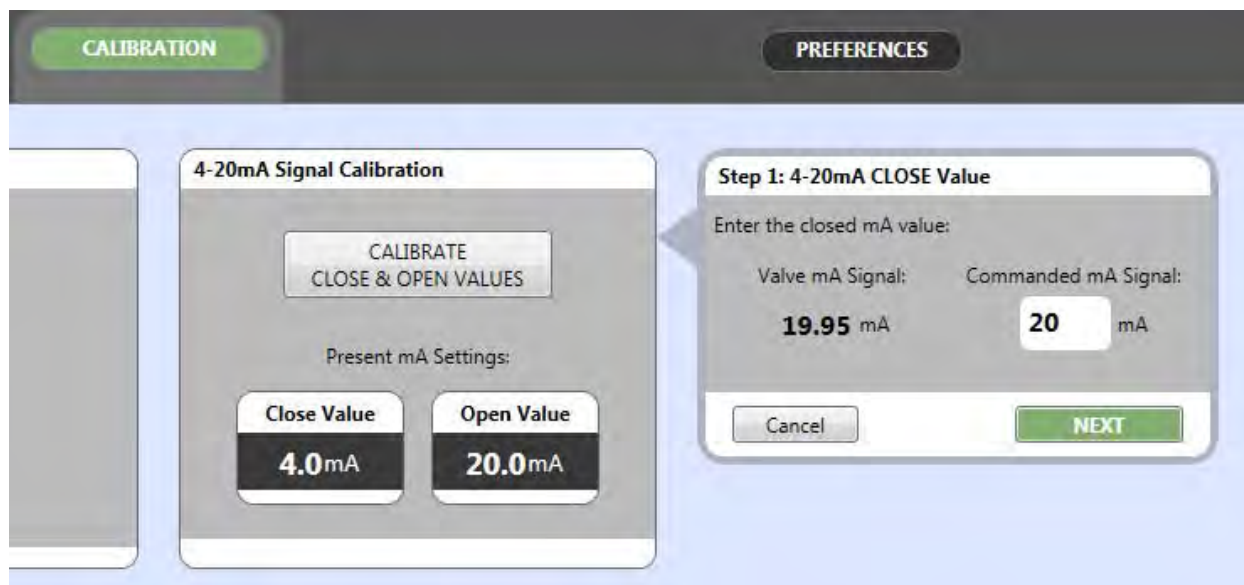 CALIBRATION
PREFERENCES
4-20mA Signal Calibration
CALIBRATE
CLOSE & OPEN VALUES
Present mA Settings:
Close Value
Open Value
4.0mA
20.0mA
Step 1: 4-20mA CLOSE Value
Enter the closed mA value:
Valve mA Signal:
Commanded mA Signal:
19.95 mA
20 mA
Cancel
NEXT